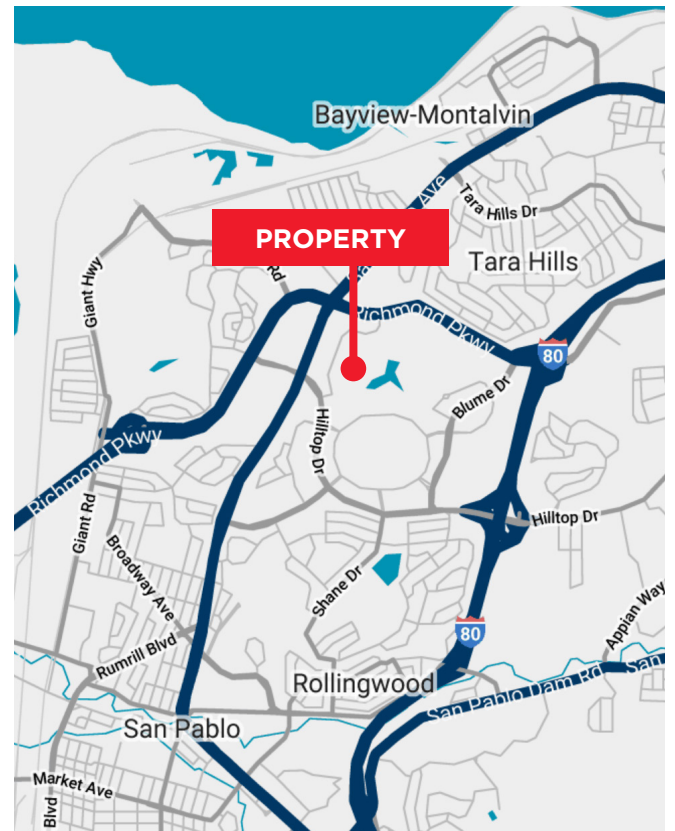 Bayview-Montalvin
Ave
Tara Hills Dr
PROPERTY
Tara Hills
Giant Hwy
Rd
Richmond Pkwy
80
Blume Dr
Hilltop Dr
Richmond Pkwy
Hilltop Dr
Giant Rd
Broadway Ave
Shane Dr
Appian Way
80
Rumrill Blvd
Rollingwood
San Pablo Dam Rd
San
San Pablo
Market Ave
Blvd